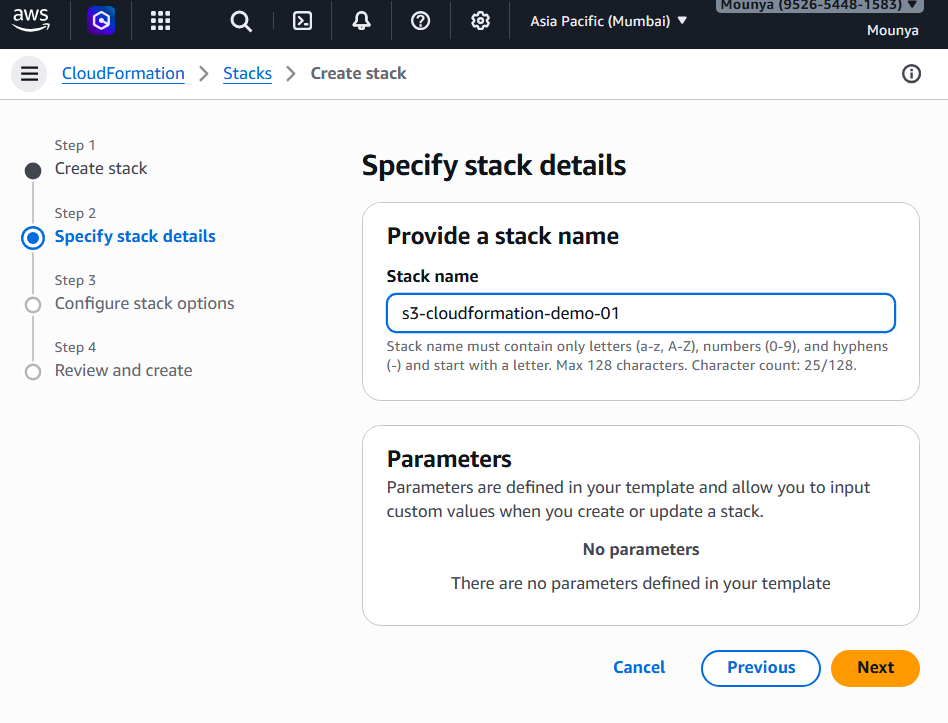 aws
Asia Pacific (Mumbai)
Mounya (9526-5448-1583)
Mounya
CloudFormation
Stacks
Create stack
Step 1
Create stack
Step 2
Specify stack details
Step 3
Configure stack options
Step 4
Review and create
Specify stack details
Provide a stack name
Stack name
s3-cloudformation-demo-01
Stack name must contain only letters (a-z, A-Z), numbers (0-9), and hyphens
(-) and start with a letter. Max 128 characters. Character count: 25/128.
Parameters
Parameters are defined in your template and allow you to input
custom values when you create or update a stack.
No parameters
There are no parameters defined in your template
Cancel
Previous
Next